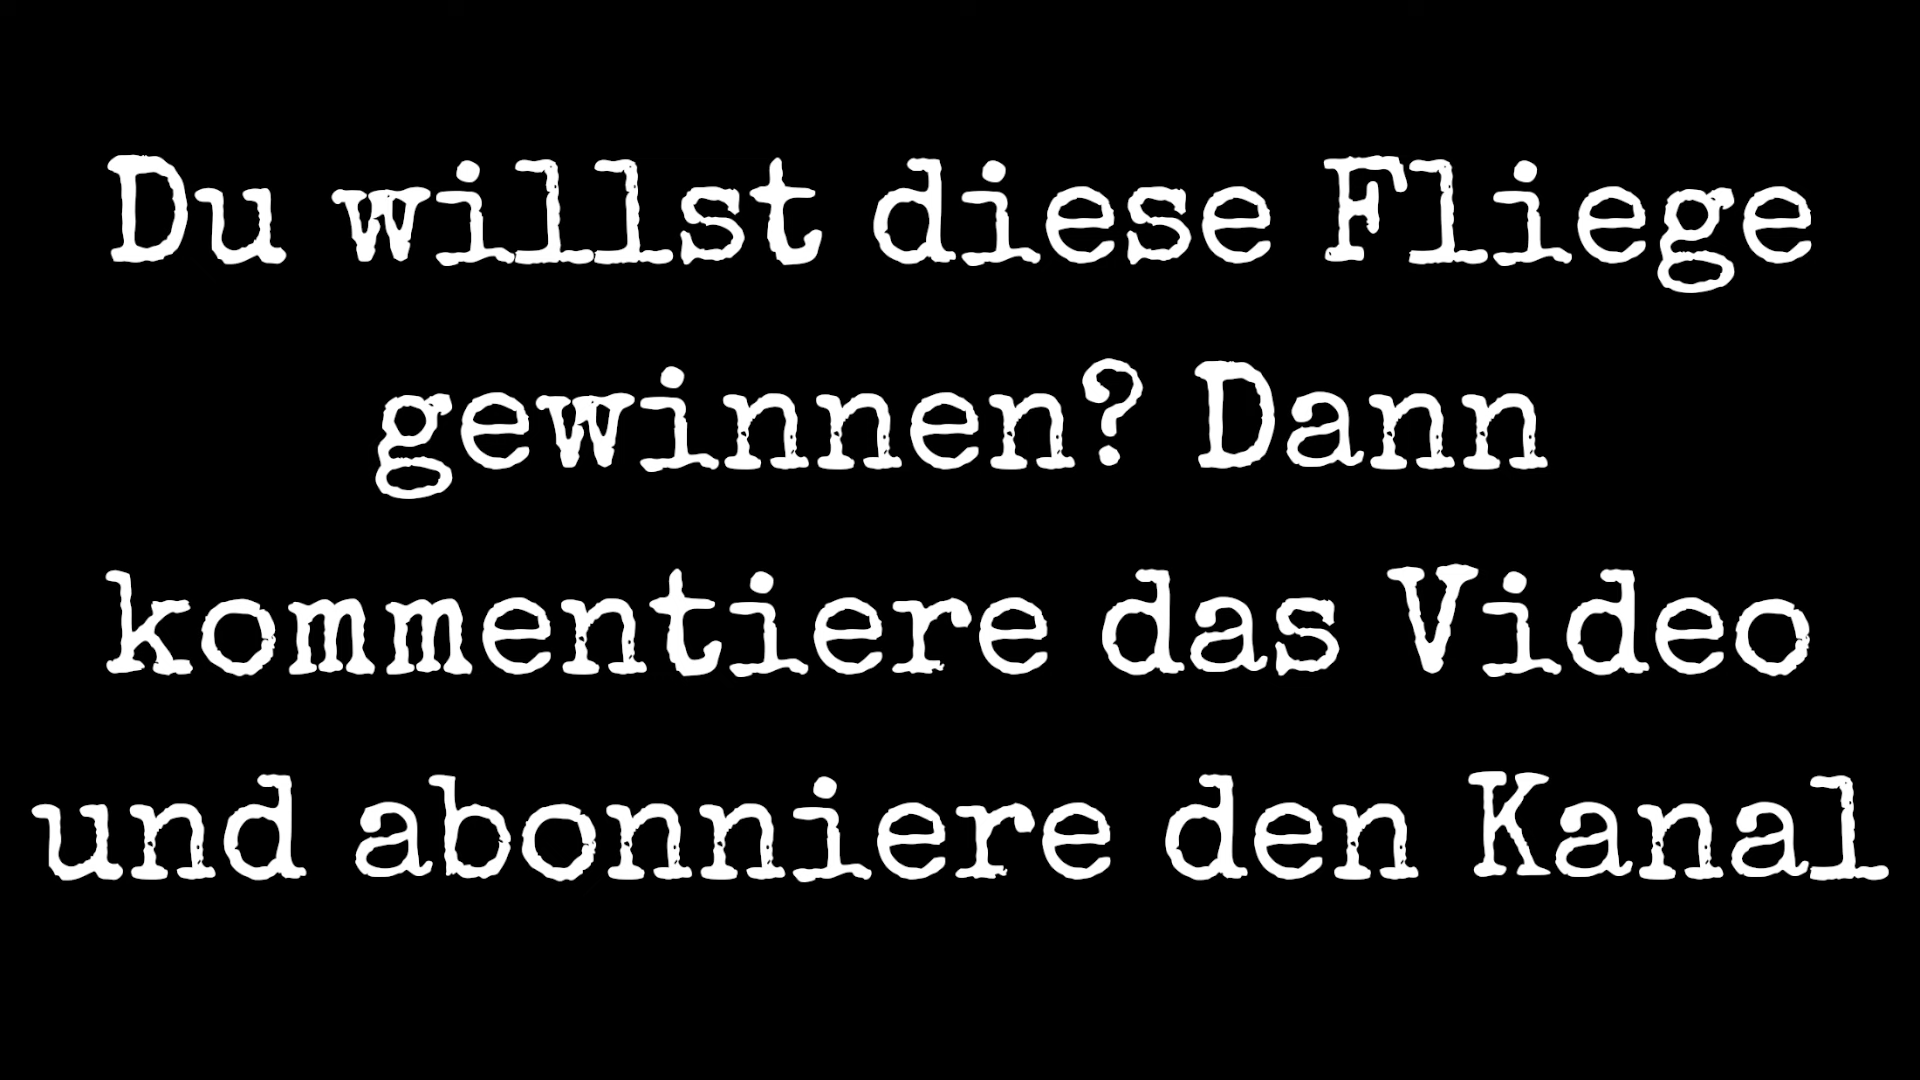 Du willst diese Fliege
gewinnen? Dann
kommentiere das Video
und abonniere den Kanal